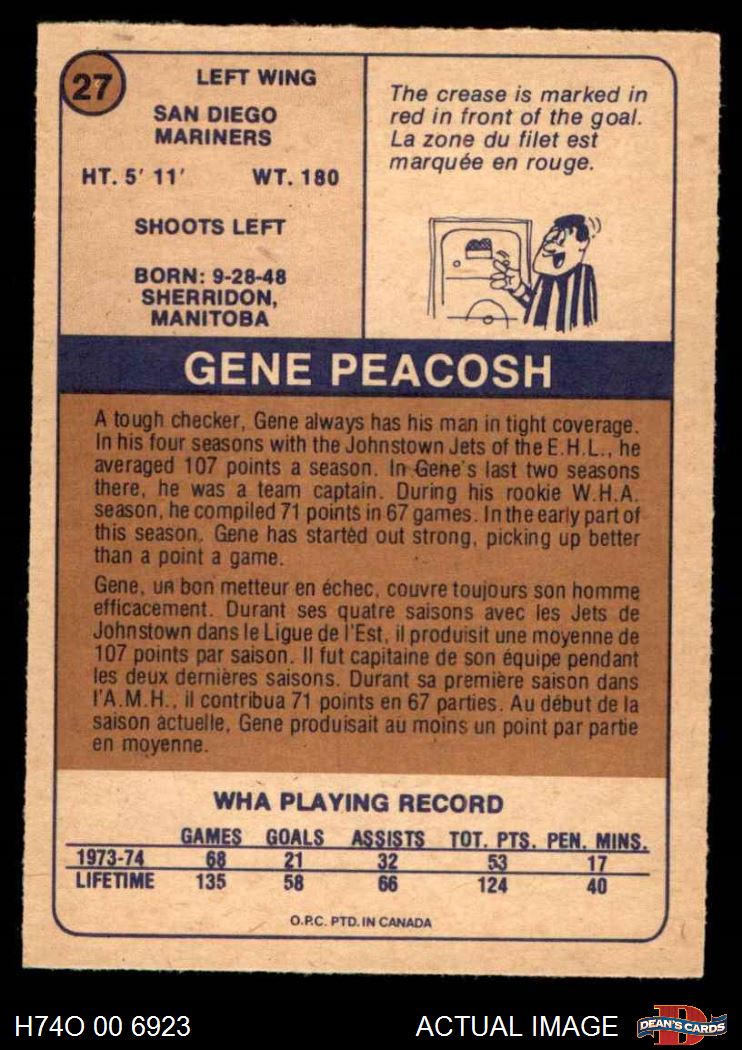 27
LEFT WING
SAN DIEGO
MARINERS
HT. 5' 11' WT. 180
SHOOTS LEFT
BORN: 9-28-48
SHERRIDON,
MANITOBA
The crease is marked in
red in front of the goal.
La zone du filet est
marquée en rouge.
GENE PEACOSH
A tough checker, Gene always has his man in tight coverage.
In his four seasons with the Johnstown Jets of the E.H.L., he
averaged 107 points a season. In Gene's last two seasons
there, he was a team captain. During his rookie W.H.A.
season, he compiled 71 points in 67 games. In the early part of
this season, Gene has started out strong, picking up better
than a point a game.
Gene, un bon metteur en échec, couvre toujours son homme
efficacement. Durant ses quatre saisons avec les Jets de
Johnstown dans le Ligue de l'Est, il produisit une moyenne de
107 points par saison. Il fut capitaine de son équipe pendant
les deux dernières saisons. Durant sa première saison dans
l'A.M.H., il contribua 71 points en 67 parties. Au début de la
saison actuelle, Gene produisait au moins un point par partie
en moyenne.
WHA PLAYING RECORD
GAMES GOALS ASSISTS TOT. PTS. PEN. MINS.
1973-74 68 21 32 53 17
LIFETIME 135 58 66 124 40
O.P.C. PTD. IN CANADA
H74O 00 6923 ACTUAL IMAGE DEAN'S CARDS